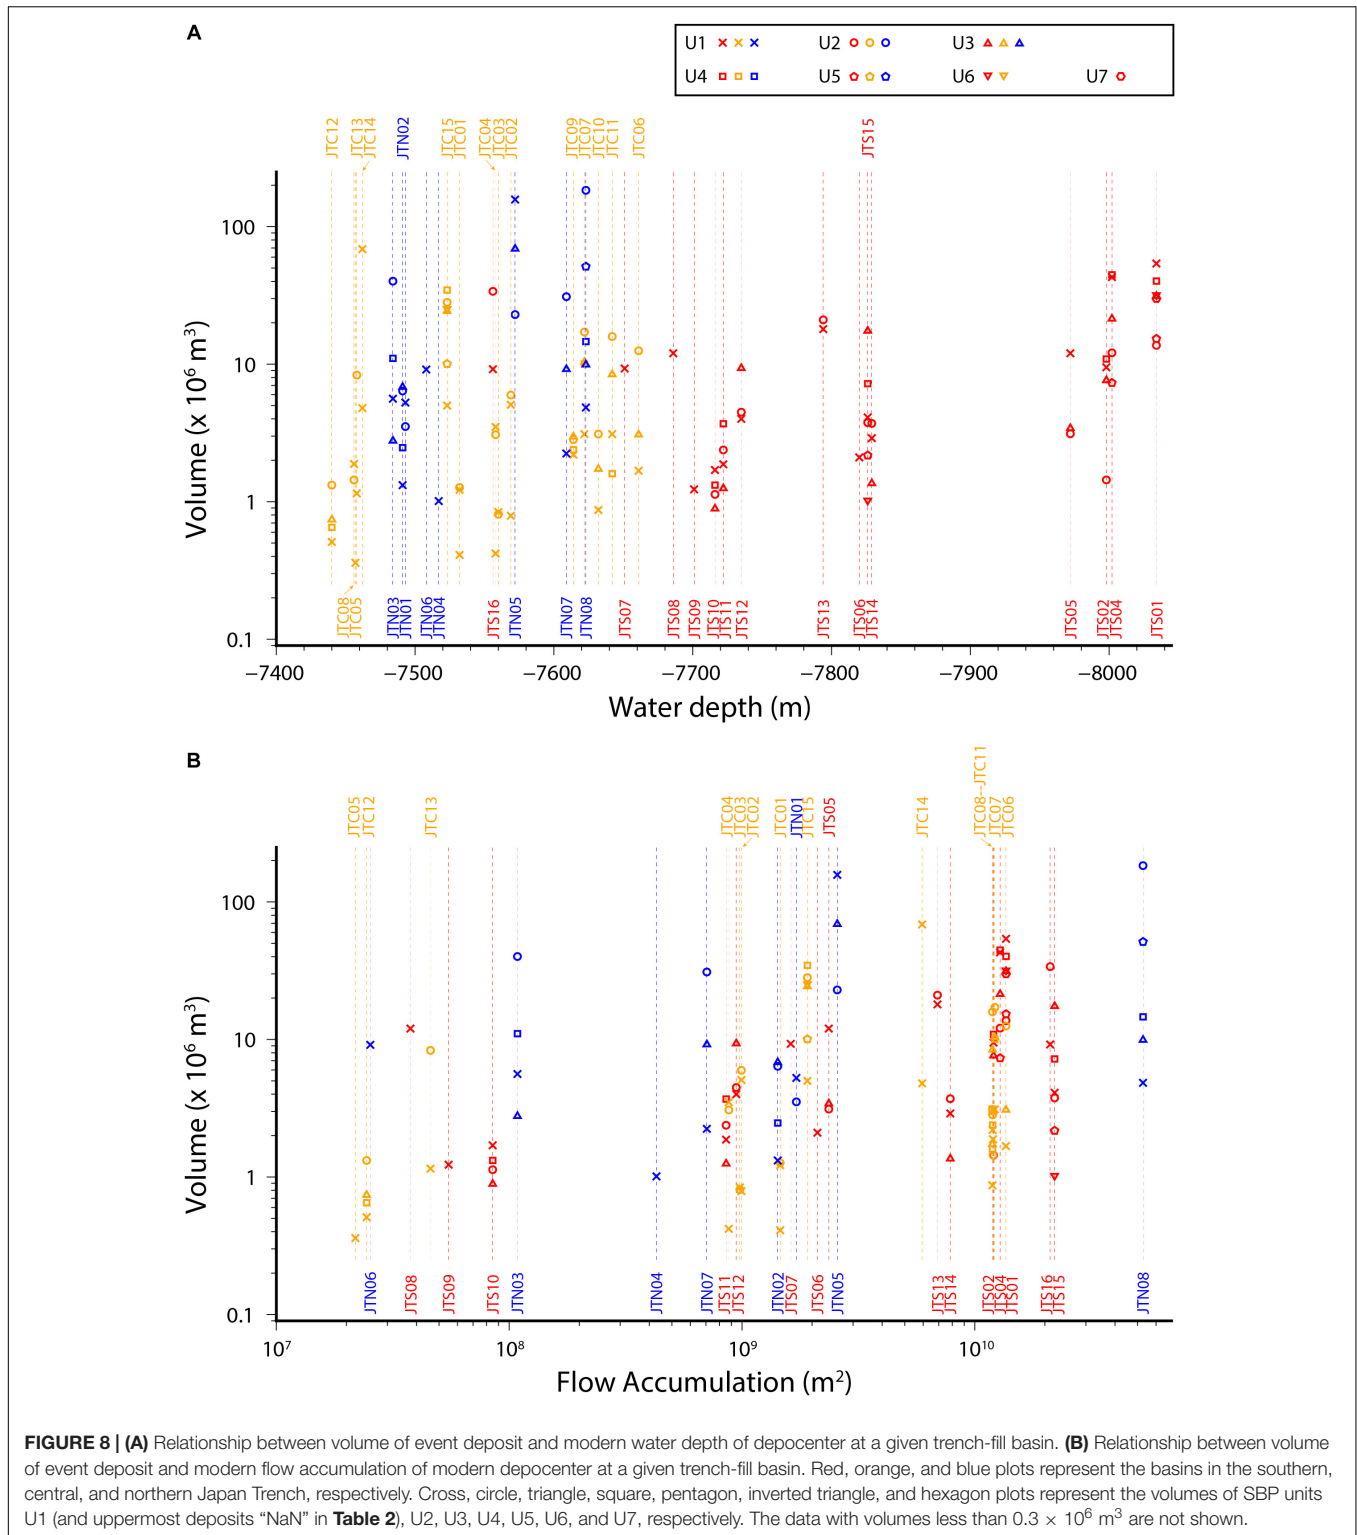 A
U1 U2 U3
U4 U5 U6 U7
JTC12 JTC13 JTC14 JTN02 JTC15 JTC01 JTC04 JTC03 JTC02 JTC09 JTC07 JTC10 JTC11 JTC06 JTS15
100
10
1
0.1
Volume (x 10⁶ m³)
JTC08 JTC05 JTN03 JTN01 JTN06 JTN04 JTS16 JTN05 JTN07 JTN08 JTS07 JTS08 JTS09 JTS10 JTS11 JTS12 JTS13 JTS06 JTS14 JTS05 JTS02 JTS04 JTS01
−7400 −7500 −7600 −7700 −7800 −7900 −8000
Water depth (m)
B
JTC05 JTC12 JTC13 JTC04 JTC03 JTC02 JTC01 JTN01 JTC15 JTS05 JTC14 JTC08--JTC11 JTC07 JTC06
100
10
1
0.1
Volume (x 10⁶ m³)
JTN06 JTS08 JTS09 JTS10 JTN03 JTN04 JTN07 JTS11 JTS12 JTN02 JTS07 JTS06 JTN05 JTS13 JTS14 JTS02 JTS04 JTS01 JTS16 JTS15 JTN08
10⁷ 10⁸ 10⁹ 10¹⁰
Flow Accumulation (m²)
FIGURE 8 | (A) Relationship between volume of event deposit and modern water depth of depocenter at a given trench-fill basin. (B) Relationship between volume
of event deposit and modern flow accumulation of modern depocenter at a given trench-fill basin. Red, orange, and blue plots represent the basins in the southern,
central, and northern Japan Trench, respectively. Cross, circle, triangle, square, pentagon, inverted triangle, and hexagon plots represent the volumes of SBP units
U1 (and uppermost deposits “NaN” in Table 2), U2, U3, U4, U5, U6, and U7, respectively. The data with volumes less than 0.3 × 10⁶ m³ are not shown.